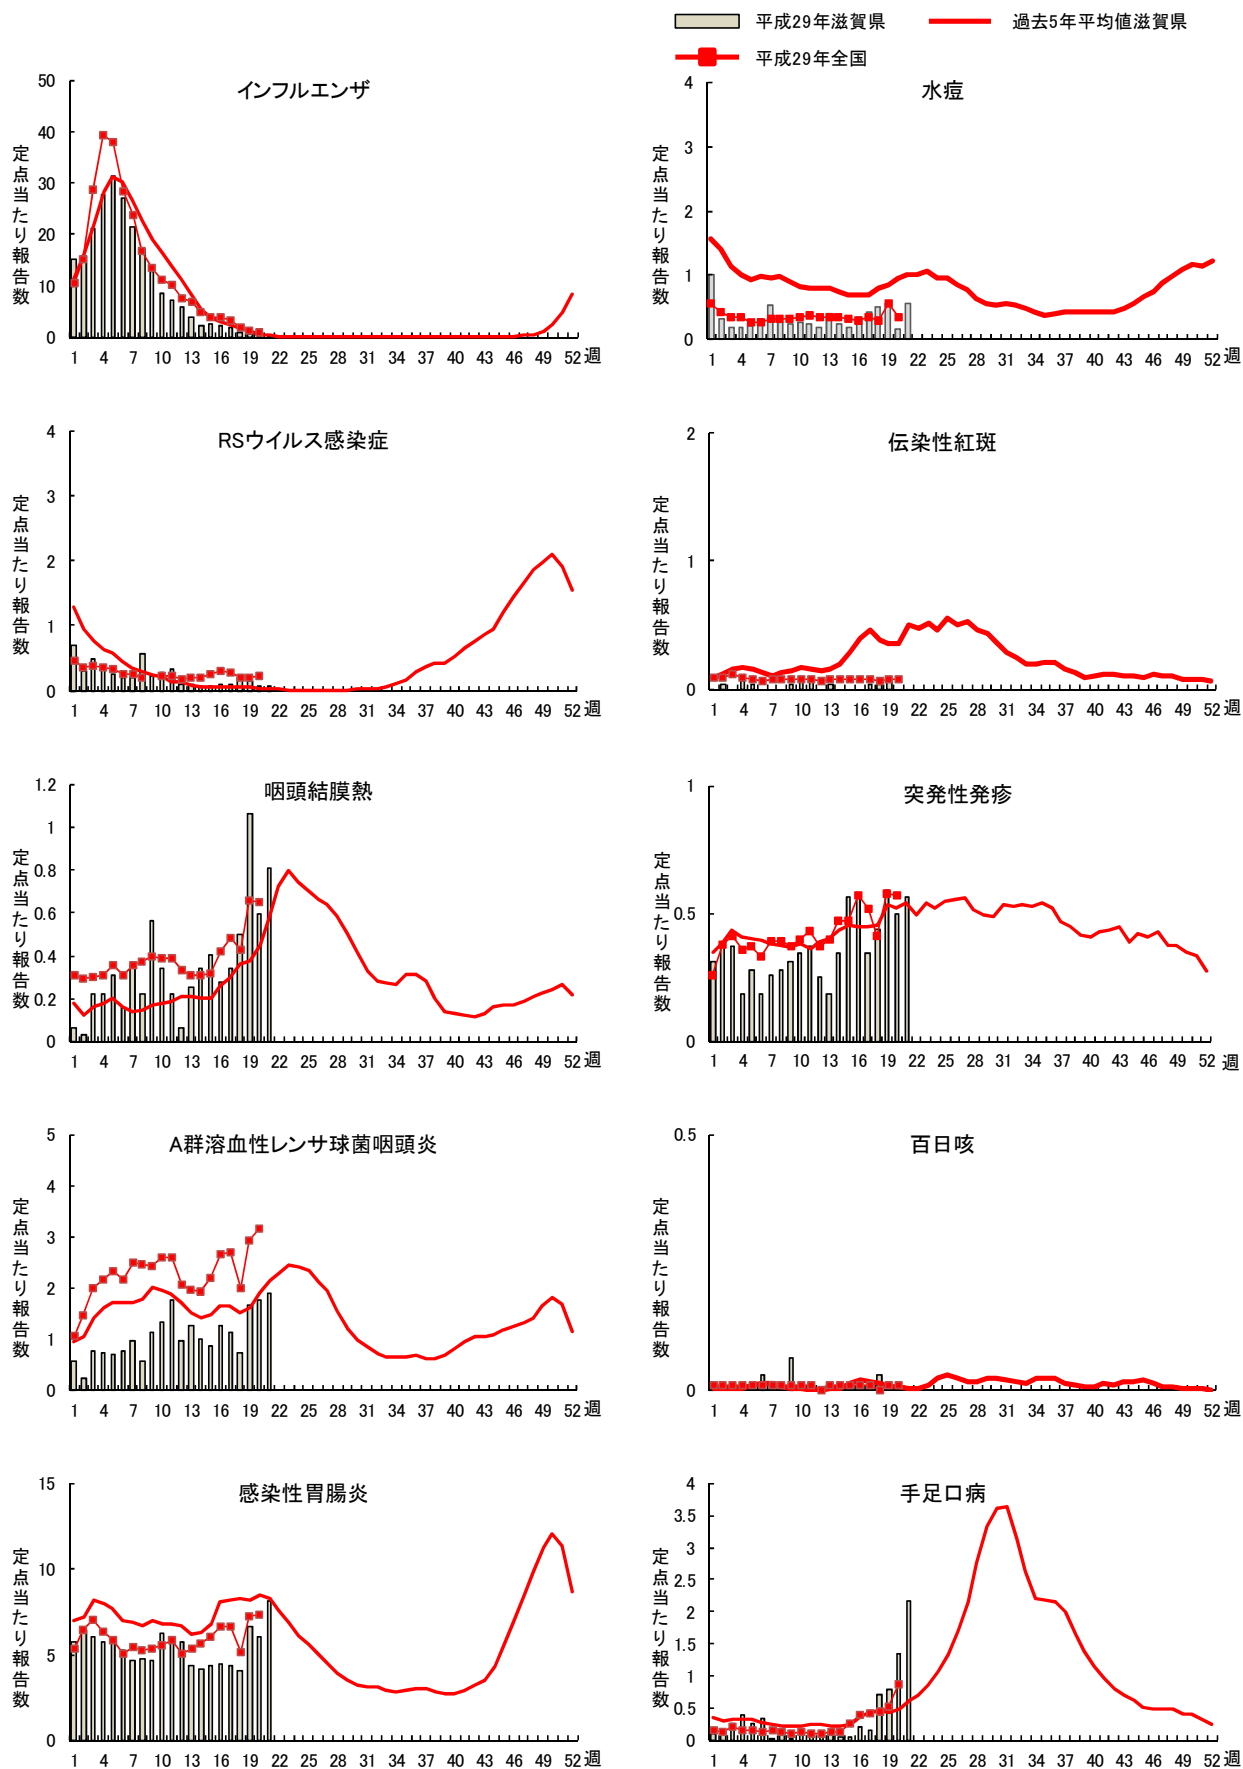 平成29年滋賀県 過去5年平均値滋賀県
平成29年全国
インフルエンザ
定点当たり報告数
50
40
30
20
10
0
1 4 7 10 13 16 19 22 25 28 31 34 37 40 43 46 49 52 週
水痘
定点当たり報告数
4
3
2
1
0
1 4 7 10 13 16 19 22 25 28 31 34 37 40 43 46 49 52 週
RSウイルス感染症
定点当たり報告数
4
3
2
1
0
1 4 7 10 13 16 19 22 25 28 31 34 37 40 43 46 49 52 週
伝染性紅斑
定点当たり報告数
2
1
0
1 4 7 10 13 16 19 22 25 28 31 34 37 40 43 46 49 52 週
咽頭結膜熱
定点当たり報告数
1.2
1
0.8
0.6
0.4
0.2
0
1 4 7 10 13 16 19 22 25 28 31 34 37 40 43 46 49 52 週
突発性発疹
定点当たり報告数
1
0.5
0
1 4 7 10 13 16 19 22 25 28 31 34 37 40 43 46 49 52 週
A群溶血性レンサ球菌咽頭炎
定点当たり報告数
5
4
3
2
1
0
1 4 7 10 13 16 19 22 25 28 31 34 37 40 43 46 49 52 週
百日咳
定点当たり報告数
0.5
0
1 4 7 10 13 16 19 22 25 28 31 34 37 40 43 46 49 52 週
感染性胃腸炎
定点当たり報告数
15
10
5
0
1 4 7 10 13 16 19 22 25 28 31 34 37 40 43 46 49 52 週
手足口病
定点当たり報告数
4
3.5
3
2.5
2
1.5
1
0.5
0
1 4 7 10 13 16 19 22 25 28 31 34 37 40 43 46 49 52 週